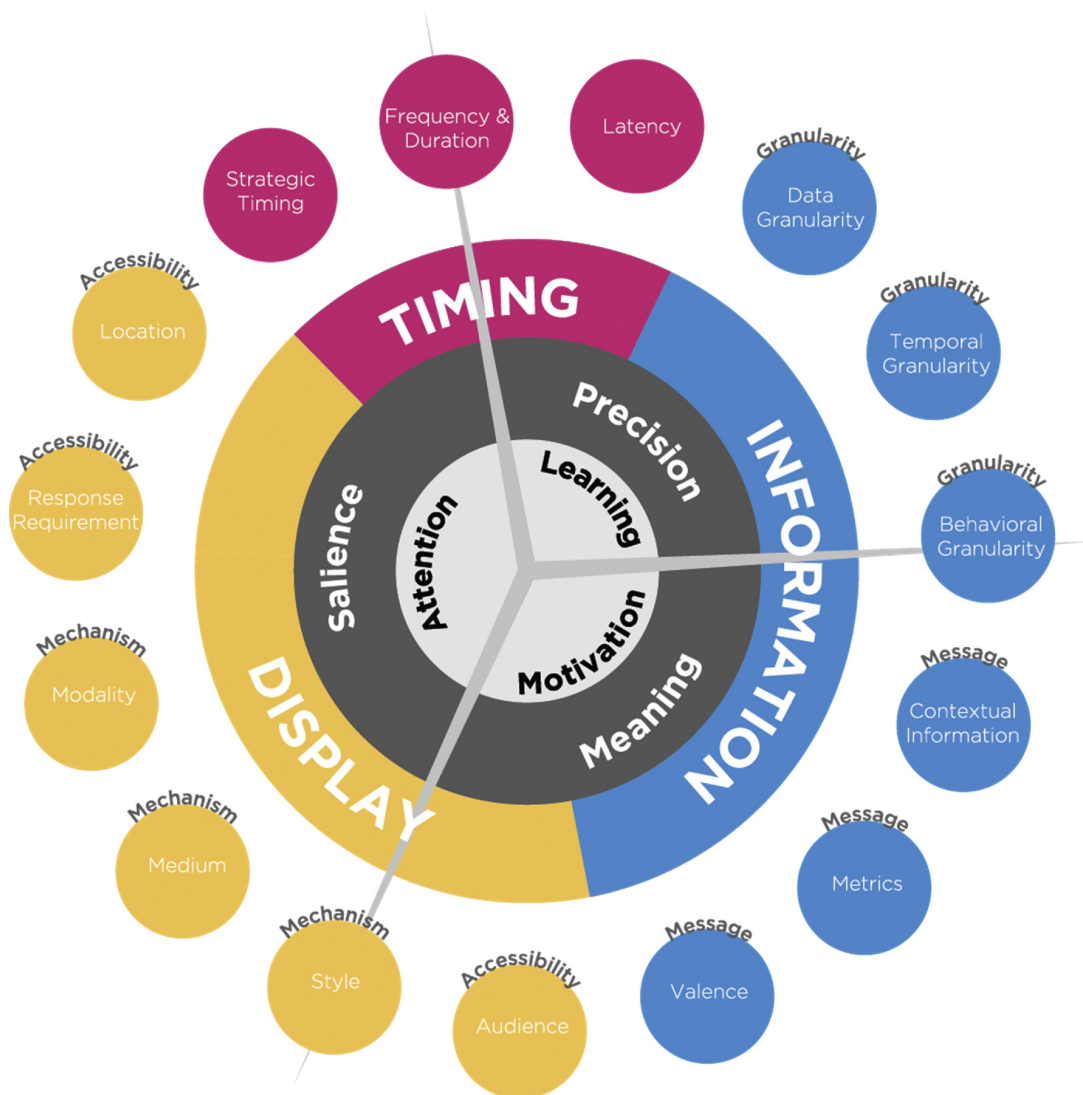 Frequency &
Duration
Latency
Strategic
Timing
Granularity
Data
Granularity
Accessibility
Location
Granularity
Temporal
Granularity
TIMING
INFORMATION
DISPLAY
Precision
Salience
Meaning
Learning
Attention
Motivation
Accessibility
Response
Requirement
Granularity
Behavioral
Granularity
Mechanism
Modality
Message
Contextual
Information
Mechanism
Medium
Message
Metrics
Mechanism
Style
Accessibility
Audience
Message
Valence